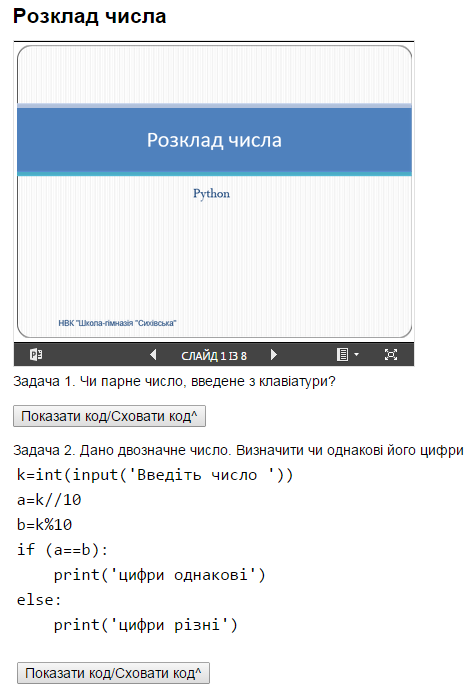 Розклад числа
Розклад числа
Python
НВК "Школа-гімназія "Сихівська"
СЛАЙД 1 ІЗ 8
Задача 1. Чи парне число, введене з клавіатури?
Показати код/Сховати код^
Задача 2. Дано двозначне число. Визначити чи однакові його цифри
k=int(input('Введіть число '))
a=k//10
b=k%10
if (a==b):
    print('цифри однакові')
else:
    print('цифри різні')
Показати код/Сховати код^